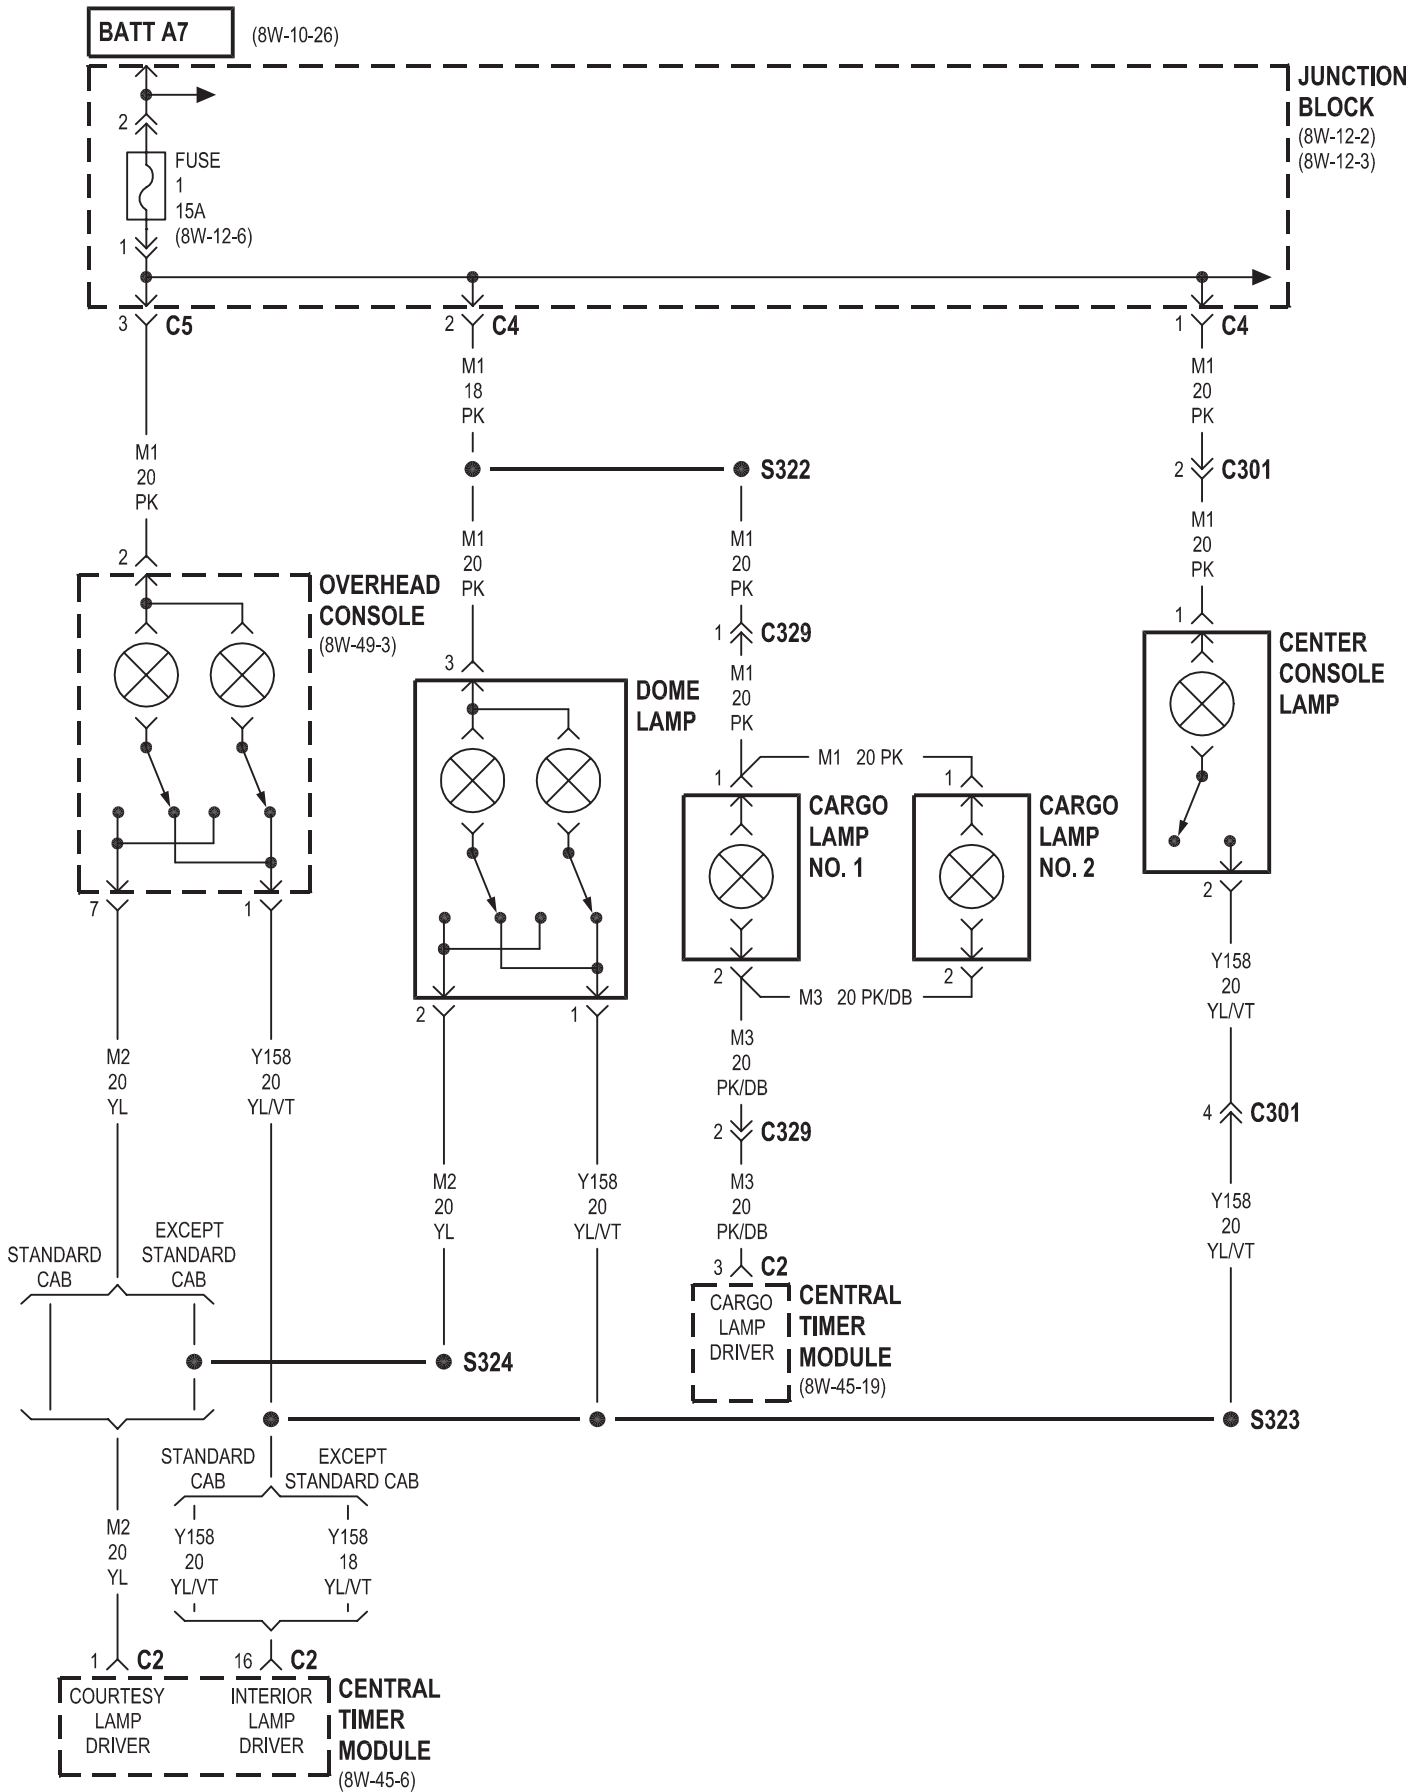 BATT A7
(8W-10-26)
JUNCTION
BLOCK
(8W-12-2)
(8W-12-3)
2
FUSE
1
15A
(8W-12-6)
1
3
C5
2
C4
1
C4
M1
20
PK
M1
18
PK
M1
20
PK
S322
2
C301
M1
20
PK
M1
20
PK
M1
20
PK
2
OVERHEAD
CONSOLE
(8W-49-3)
1
C329
M1
20
PK
1
CENTER
CONSOLE
LAMP
3
DOME
LAMP
M1 20 PK
1
CARGO
LAMP
NO. 1
1
CARGO
LAMP
NO. 2
7
1
2
1
2
2
M3 20 PK/DB
2
M2
20
YL
Y158
20
YL/VT
M3
20
PK/DB
Y158
20
YL/VT
2
C329
4
C301
M2
20
YL
Y158
20
YL/VT
M3
20
PK/DB
Y158
20
YL/VT
STANDARD
CAB
EXCEPT
STANDARD
CAB
3
C2
CARGO
LAMP
DRIVER
CENTRAL
TIMER
MODULE
(8W-45-19)
S324
S323
STANDARD
CAB
EXCEPT
STANDARD CAB
M2
20
YL
Y158
20
YL/VT
Y158
18
YL/VT
1
C2
16
C2
COURTESY
LAMP
DRIVER
INTERIOR
LAMP
DRIVER
CENTRAL
TIMER
MODULE
(8W-45-6)